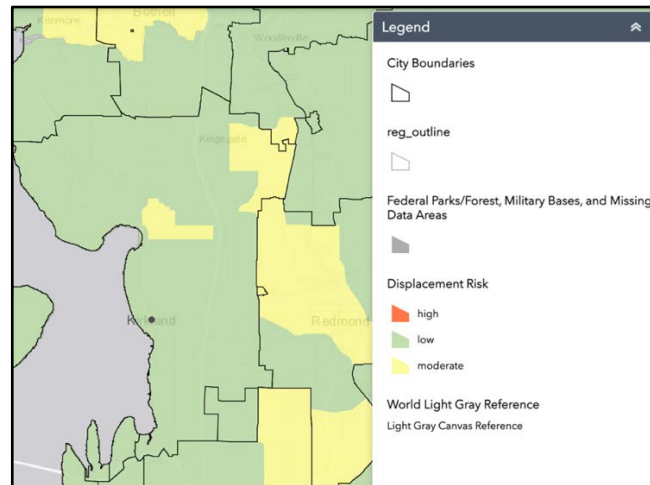 Kenmore
Bothell
Woodinville
Kingsgate
Kirkland
Redmond
Legend
City Boundaries
reg_outline
Federal Parks/Forest, Military Bases, and Missing
Data Areas
Displacement Risk
high
low
moderate
World Light Gray Reference
Light Gray Canvas Reference